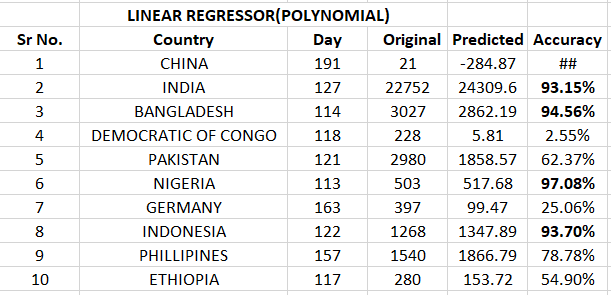 LINEAR REGRESSOR(POLYNOMIAL)
Sr No. Country Day Original Predicted Accuracy
1 CHINA 191 21 -284.87 ##
2 INDIA 127 22752 24309.6 93.15%
3 BANGLADESH 114 3027 2862.19 94.56%
4 DEMOCRATIC OF CONGO 118 228 5.81 2.55%
5 PAKISTAN 121 2980 1858.57 62.37%
6 NIGERIA 113 503 517.68 97.08%
7 GERMANY 163 397 99.47 25.06%
8 INDONESIA 122 1268 1347.89 93.70%
9 PHILLIPINES 157 1540 1866.79 78.78%
10 ETHIOPIA 117 280 153.72 54.90%